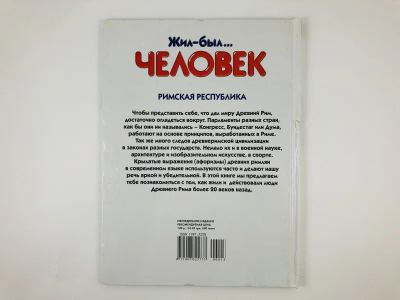 Жил-был...
ЧЕЛОВЕК
РИМСКАЯ РЕСПУБЛИКА
Чтобы представить себе, что дал миру Древний Рим,
достаточно оглядеться вокруг. Парламенты разных стран,
как бы они ни назывались – Конгресс, Бундестаг или Дума,
работают на основе принципов, выработанных в Риме.
Так же много следов древнеримской цивилизации
в законах разных государств. Немало их и в военной науке,
архитектуре и изобразительном искусстве, в спорте.
Крылатые выражения (афоризмы) древних римлян
в современном языке используются часто и делают нашу
речь яркой и убедительной. В этой книге мы предлагаем
тебе познакомиться с тем, как жили и действовали люди
Древнего Рима более 20 веков назад.
ЕЖЕНЕДЕЛЬНОЕ ИЗДАНИЕ
РЕКОМЕНДУЕМАЯ ЦЕНА: